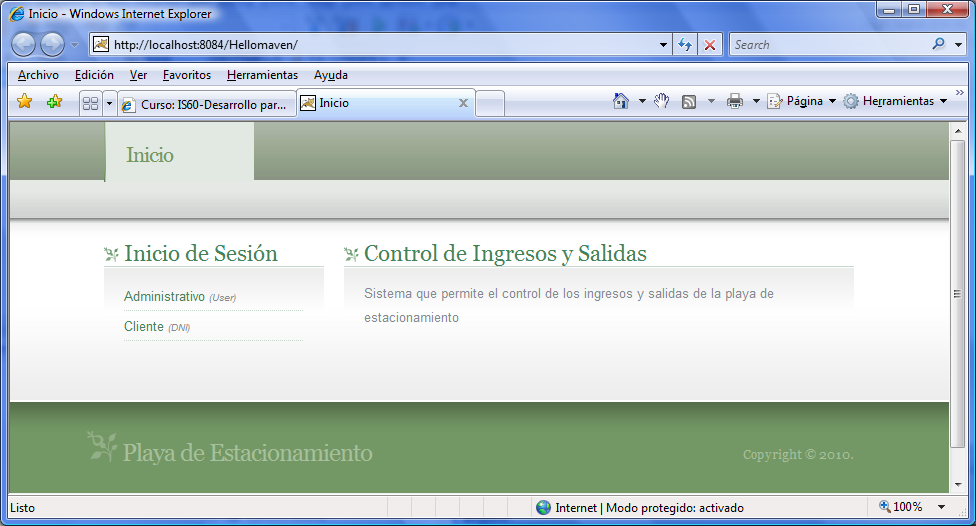 Inicio - Windows Internet Explorer
http://localhost:8084/Hellomaven/
Search
Archivo Edición Ver Favoritos Herramientas Ayuda
Curso: IS60-Desarrollo par... Inicio Página Herramientas
Inicio
Inicio de Sesión
Control de Ingresos y Salidas
Administrativo (User)
Cliente (DNI)
Sistema que permite el control de los ingresos y salidas de la playa de
estacionamiento
Playa de Estacionamiento
Copyright © 2010.
Listo
Internet | Modo protegido: activado
100%